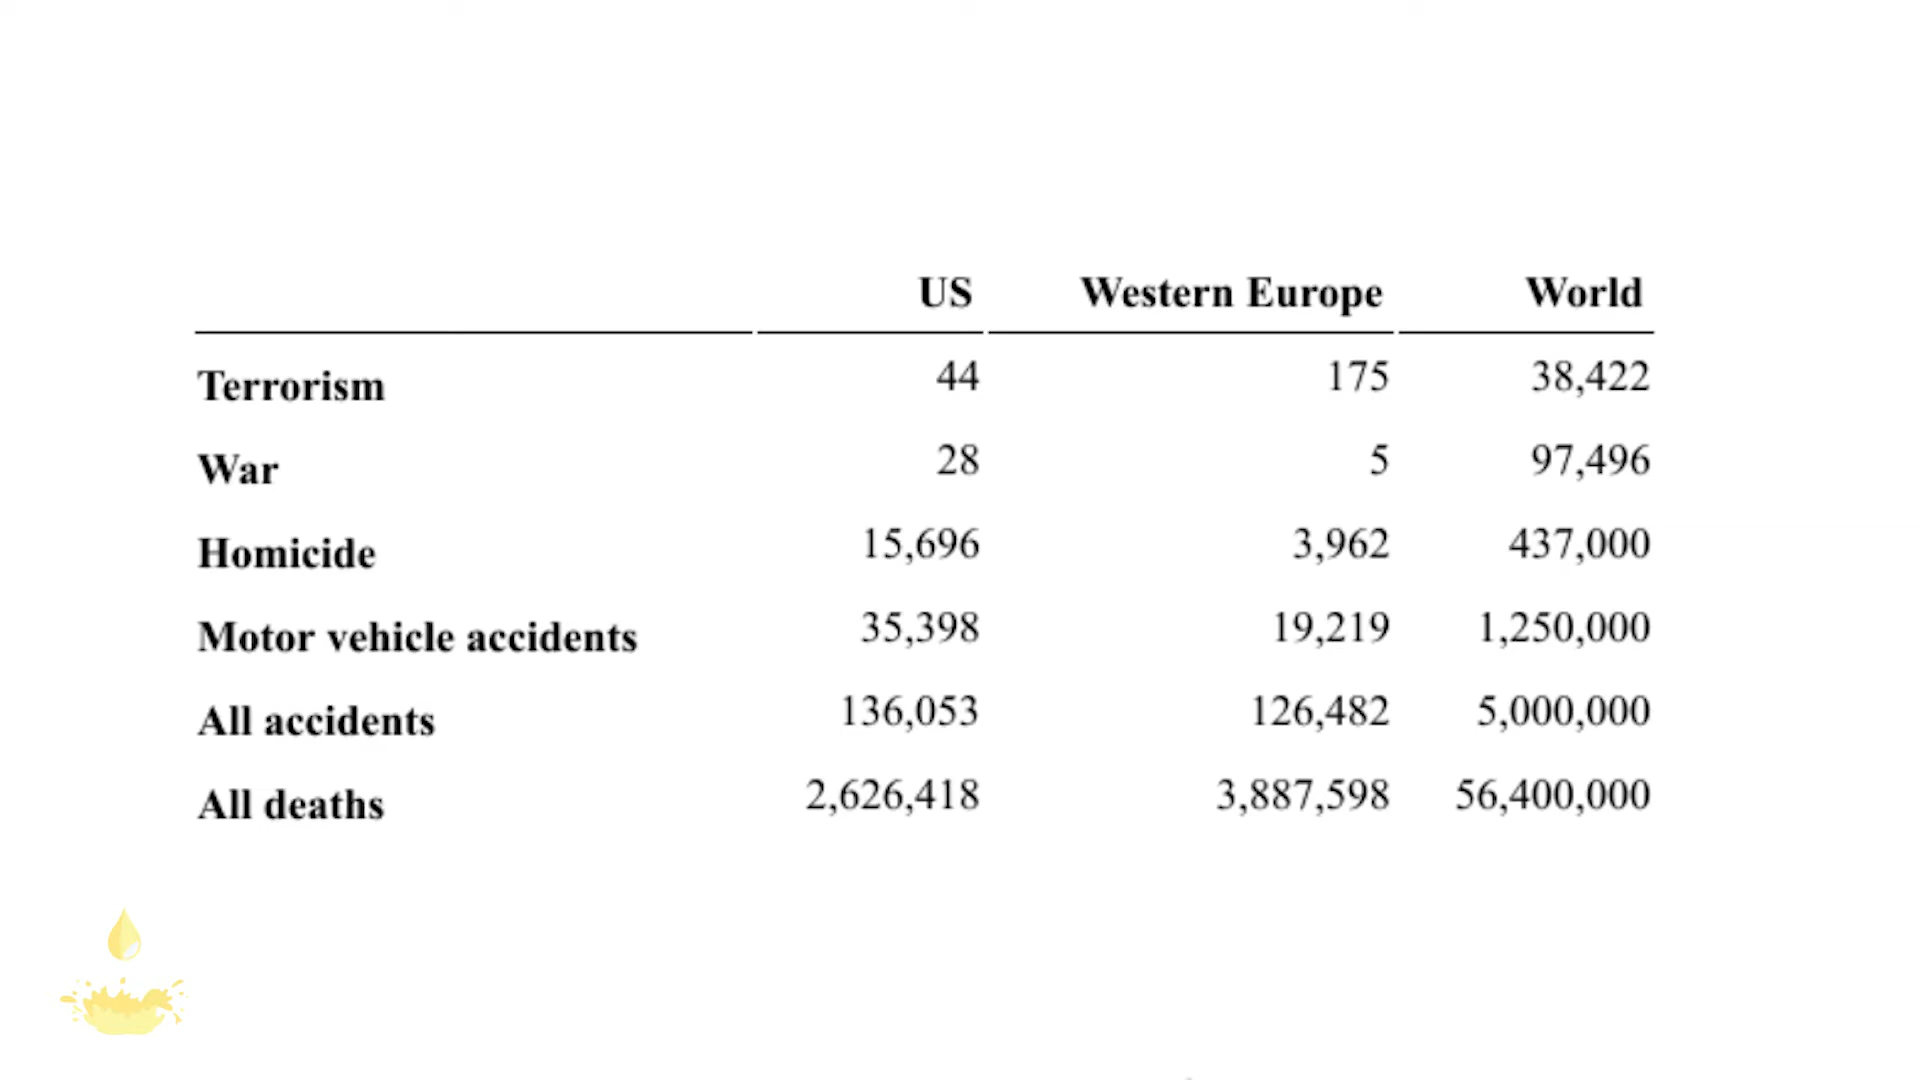 US Western Europe World
Terrorism 44 175 38,422
War 28 5 97,496
Homicide 15,696 3,962 437,000
Motor vehicle accidents 35,398 19,219 1,250,000
All accidents 136,053 126,482 5,000,000
All deaths 2,626,418 3,887,598 56,400,000